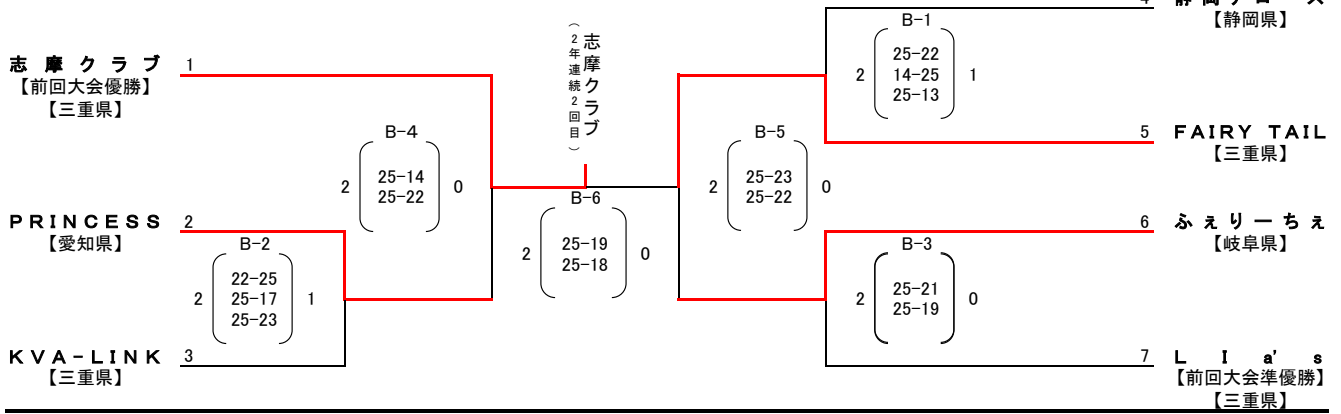 志摩クラブ 1
【前回大会優勝】
【三重県】
PRINCESS 2
【愛知県】
KVA-LINK 3
【三重県】
B-2
2 22-25 1
25-17
25-23
B-4
2 25-14 0
25-22
志摩クラブ
(2年連続2回目)
B-6
2 25-19 0
25-18
B-5
2 25-23 0
25-22
B-1
2 25-22 1
14-25
25-13
B-3
2 25-21 0
25-19
【静岡県】
5 FAIRY TAIL
【三重県】
6 ふぇりーちぇ
【岐阜県】
7 LIa's
【前回大会準優勝】
【三重県】